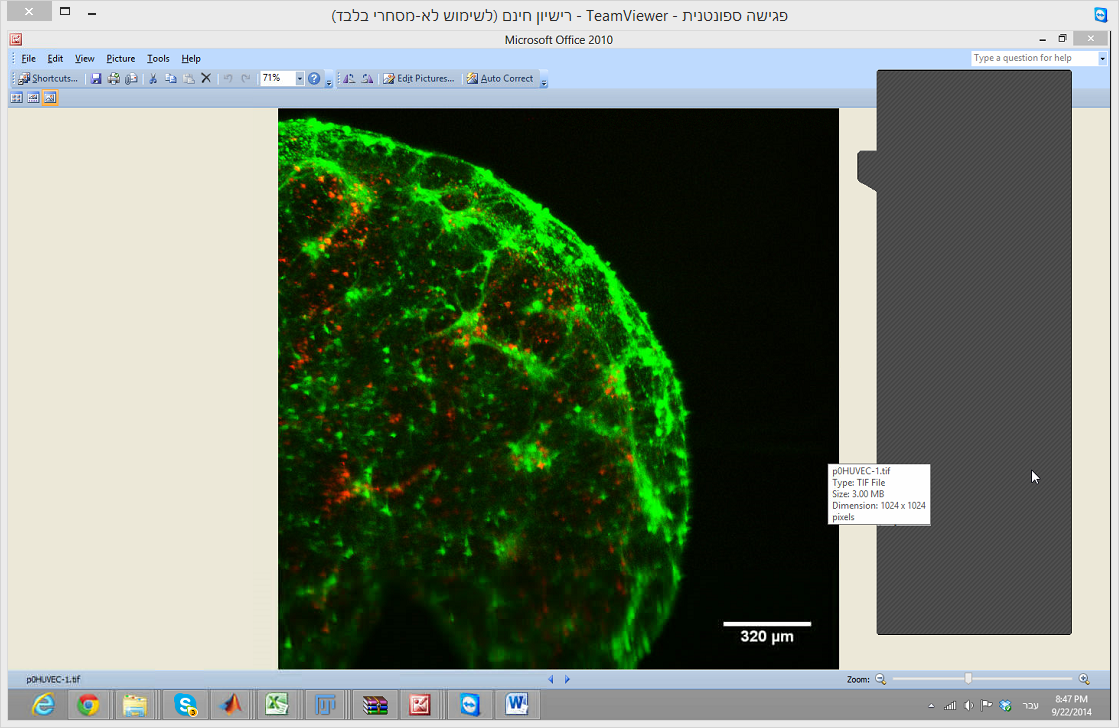 פגישה ספונטנית - TeamViewer - רישיון חינם (לשימוש לא-מסחרי בלבד)
Microsoft Office 2010
File Edit View Picture Tools Help
Type a question for help
Shortcuts... 71% Edit Pictures... Auto Correct
p0HUVEC-1.tif
Type: TIF File
Size: 3.00 MB
Dimension: 1024 x 1024
pixels
320 µm
p0HUVEC-1.tif
Zoom:
3
עבר
8:47 PM
9/22/2014